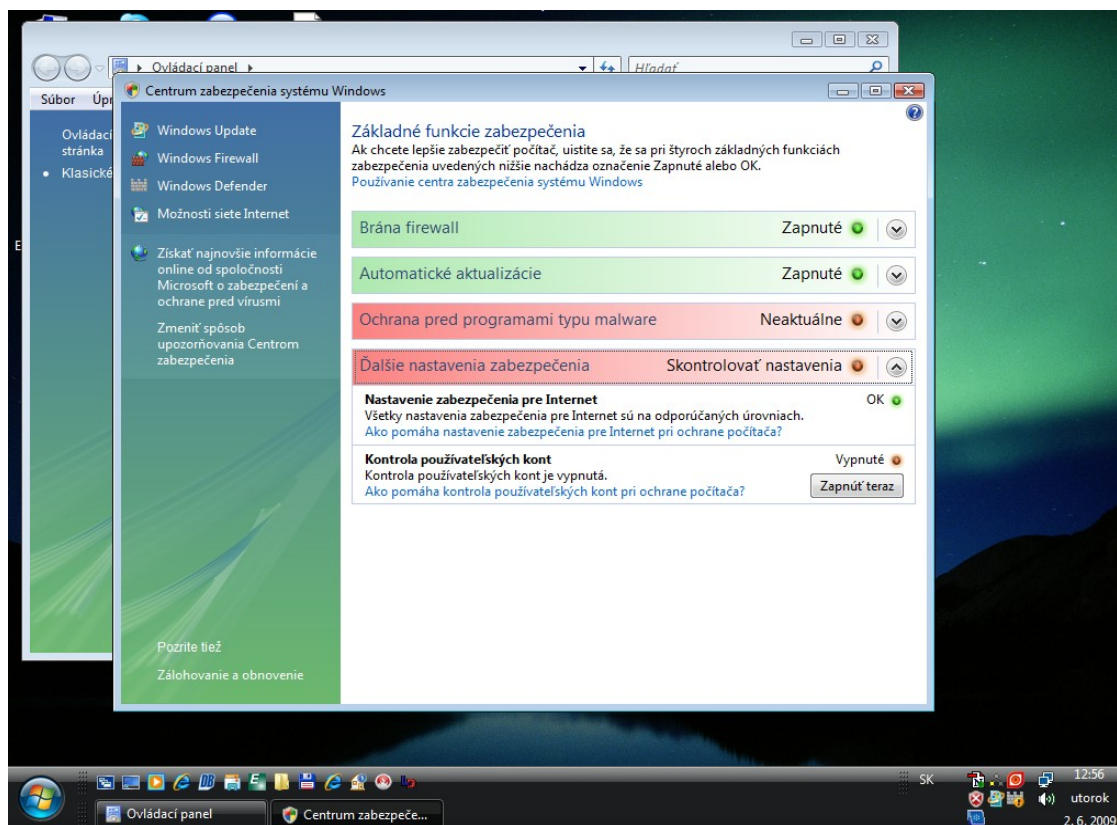 Ovládací panel
Hľadať
Súbor
Centrum zabezpečenia systému Windows
Ovládací
stránka
Klasické
Windows Update
Windows Firewall
Windows Defender
Možnosti siete Internet
Získať najnovšie informácie
online od spoločnosti
Microsoft o zabezpečení a
ochrane pred vírusmi
Zmeniť spôsob
upozorňovania Centrom
zabezpečenia
Pozrite tiež
Zálohovanie a obnovenie
Základné funkcie zabezpečenia
Ak chcete lepšie zabezpečiť počítač, uistite sa, že sa pri štyroch základných funkciách
zabezpečenia uvedených nižšie nachádza označenie Zapnuté alebo OK.
Používanie centra zabezpečenia systému Windows
Brána firewall Zapnuté
Automatické aktualizácie Zapnuté
Ochrana pred programami typu malware Neaktuálne
Ďalšie nastavenia zabezpečenia Skontrolovať nastavenia
Nastavenie zabezpečenia pre Internet OK
Všetky nastavenia zabezpečenia pre Internet sú na odporúčaných úrovniach.
Ako pomáha nastavenie zabezpečenia pre Internet pri ochrane počítača?
Kontrola používateľských kont Vypnuté
Kontrola používateľských kont je vypnutá.
Ako pomáha kontrola používateľských kont pri ochrane počítača?
Zapnúť teraz
SK
12:56
utorok
2. 6. 2009
Ovládací panel
Centrum zabezpeče...